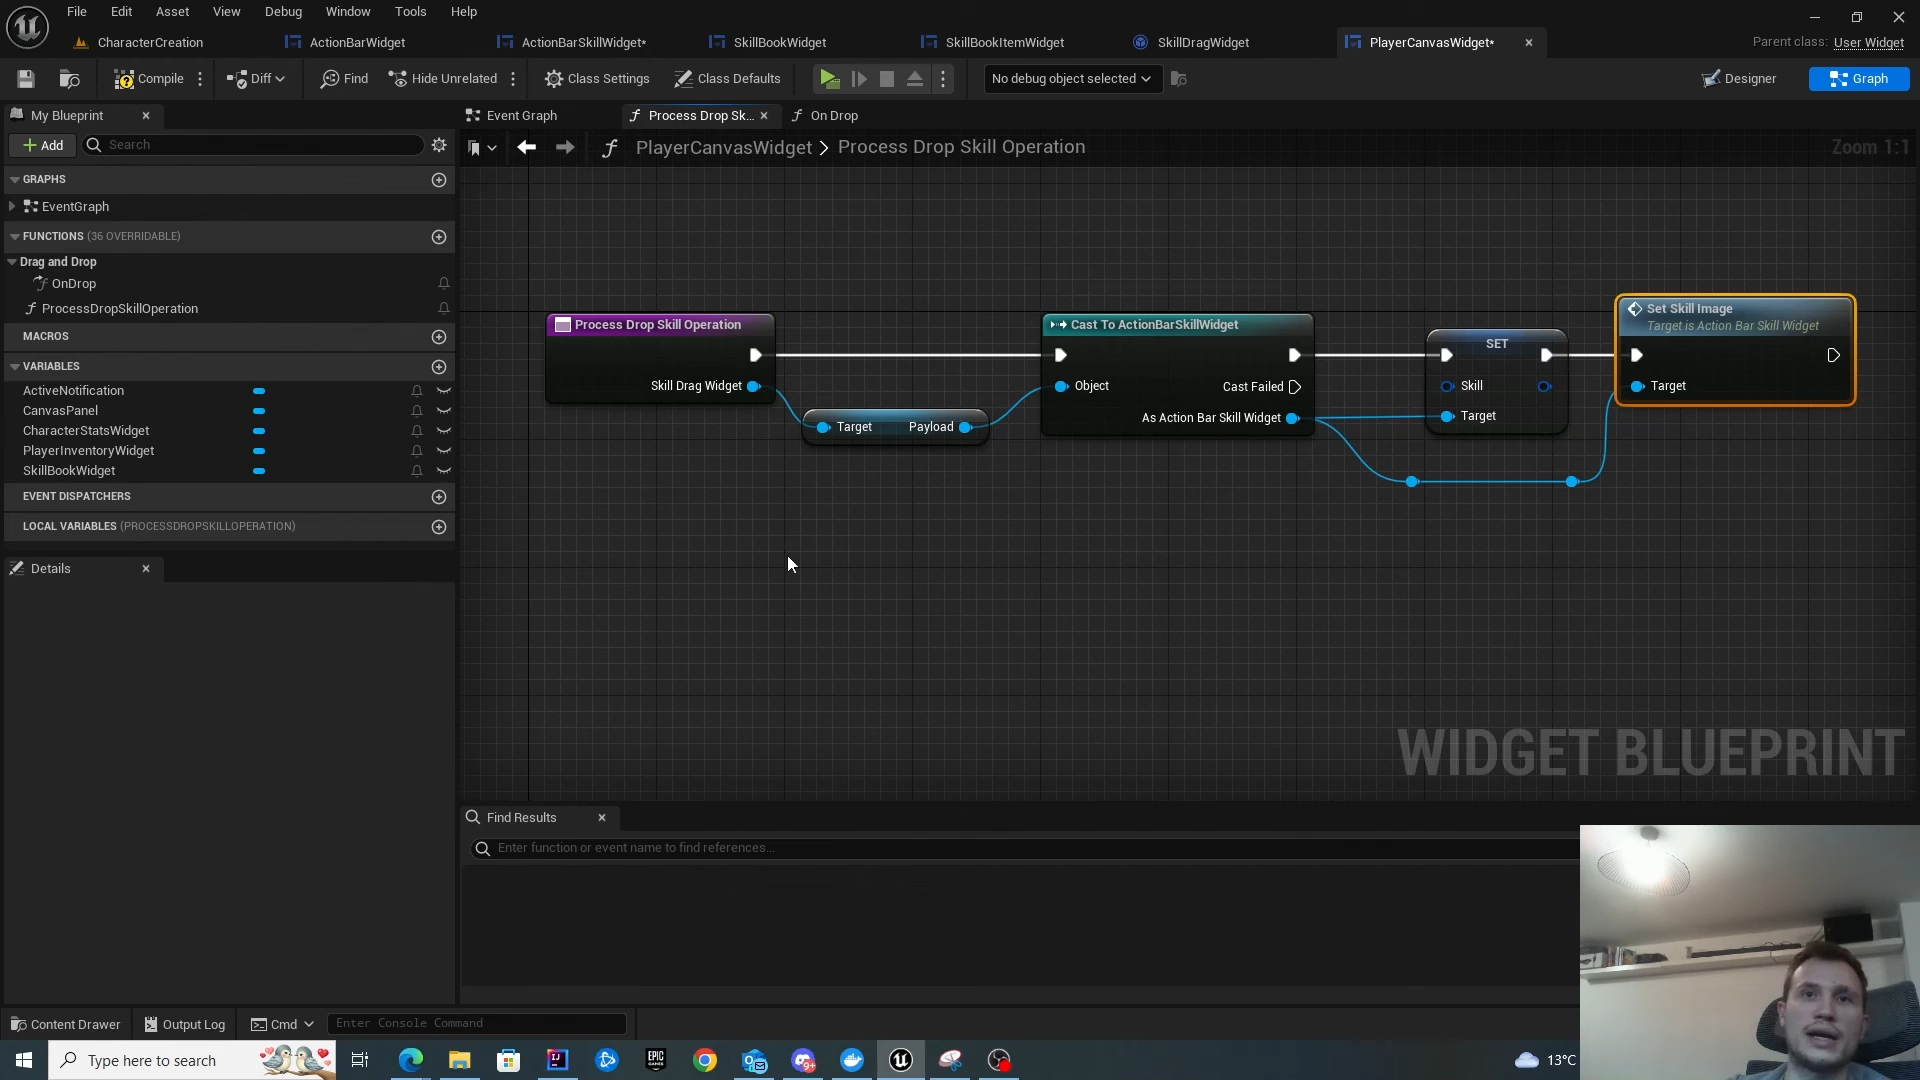 File Edit Asset View Debug Window Tools Help
CharacterCreation ActionBarWidget ActionBarSkillWidget* SkillBookWidget SkillBookItemWidget SkillDragWidget PlayerCanvasWidget* Parent class: User Widget
Compile Diff Find Hide Unrelated Class Settings Class Defaults No debug object selected Designer Graph
My Blueprint Event Graph Process Drop Sk... On Drop
Add Search PlayerCanvasWidget > Process Drop Skill Operation Zoom 1:1
GRAPHS
EventGraph
FUNCTIONS (36 OVERRIDABLE)
Drag and Drop
OnDrop
ProcessDropSkillOperation
MACROS
VARIABLES
ActiveNotification
CanvasPanel
CharacterStatsWidget
PlayerInventoryWidget
SkillBookWidget
EVENT DISPATCHERS
LOCAL VARIABLES (PROCESSDROPSKILLOPERATION)
Details
Process Drop Skill Operation
Skill Drag Widget
Target Payload
Cast To ActionBarSkillWidget
Object Cast Failed
As Action Bar Skill Widget
SET
Skill
Target
Set Skill Image
Target is Action Bar Skill Widget
Target
WIDGET BLUEPRINT
Find Results
Enter function or event name to find references...
Content Drawer Output Log Cmd Enter Console Command
Type here to search 13°C